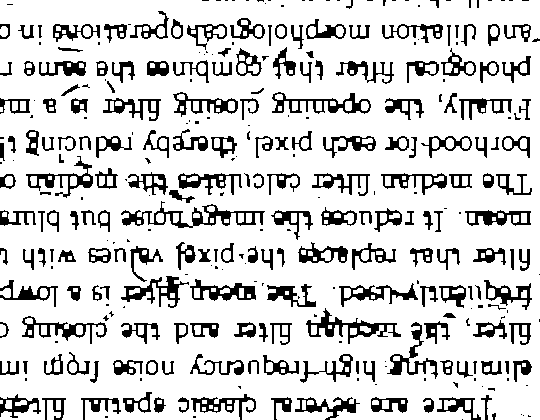 There are several classic spatial filters
eliminating high frequency noise from im
filter, the median filter and the closing o
frequently used. The mean filter is a lowp
filter that replaces the pixel values with t
mean. It reduces the image noise but blurs
The median filter calculates the median o
borhood for each pixel, thereby reducing t
Finally, the opening closing filter is a ma
phological filter that combines the same n
and dilation morphological operations in o